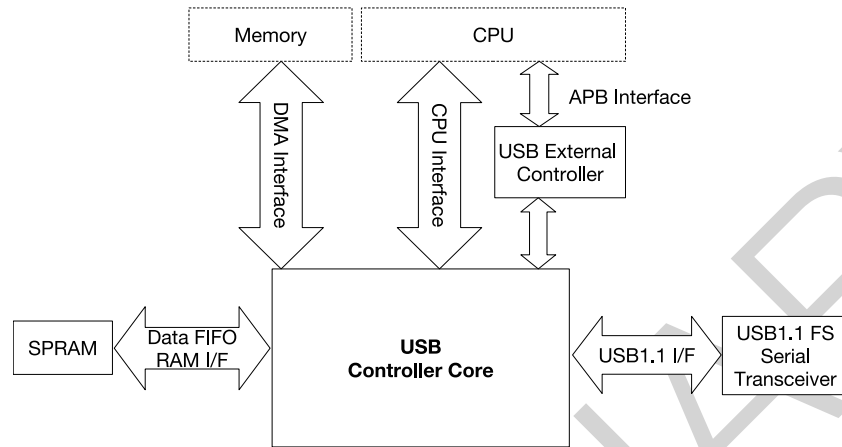 Memory
CPU
DMA Interface
CPU Interface
APB Interface
USB External
Controller
SPRAM
Data FIFO
RAM I/F
USB
Controller Core
USB1.1 I/F
USB1.1 FS
Serial
Transceiver